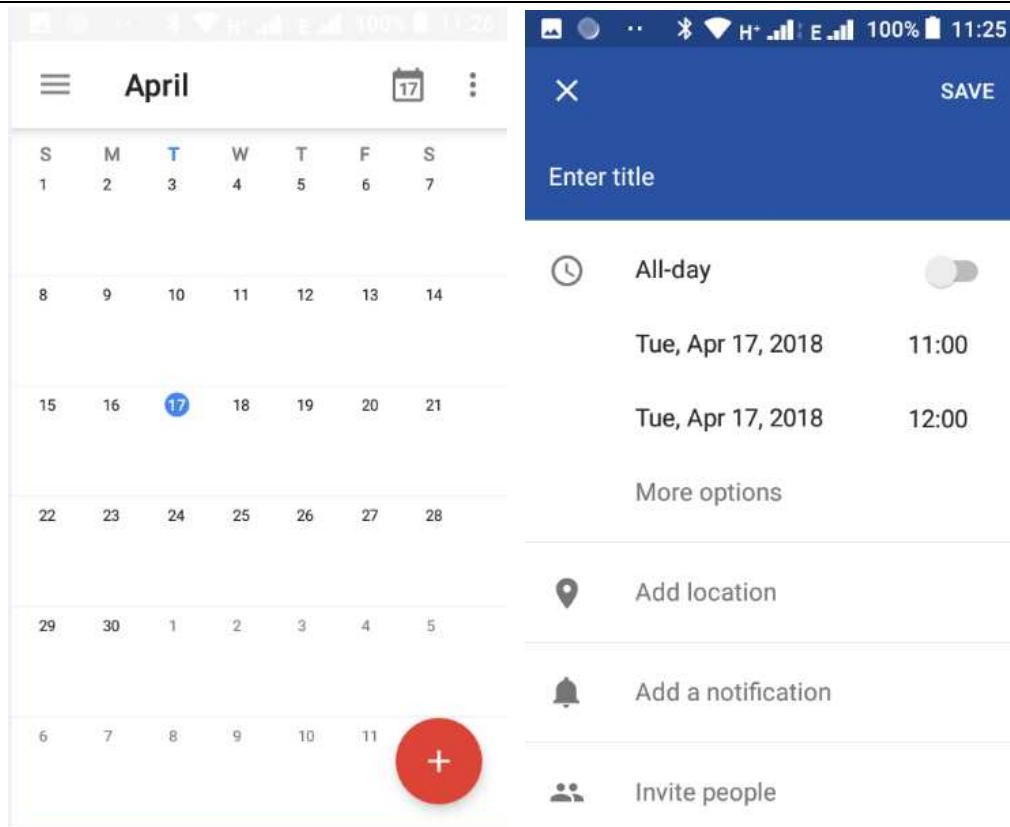 100% 11:26
April
17
S M T W T F S
1 2 3 4 5 6 7
8 9 10 11 12 13 14
15 16 17 18 19 20 21
22 23 24 25 26 27 28
29 30 1 2 3 4 5
6 7 8 9 10 11
+
H+ E 100% 11:25
SAVE
Enter title
All-day
Tue, Apr 17, 2018 11:00
Tue, Apr 17, 2018 12:00
More options
Add location
Add a notification
Invite people